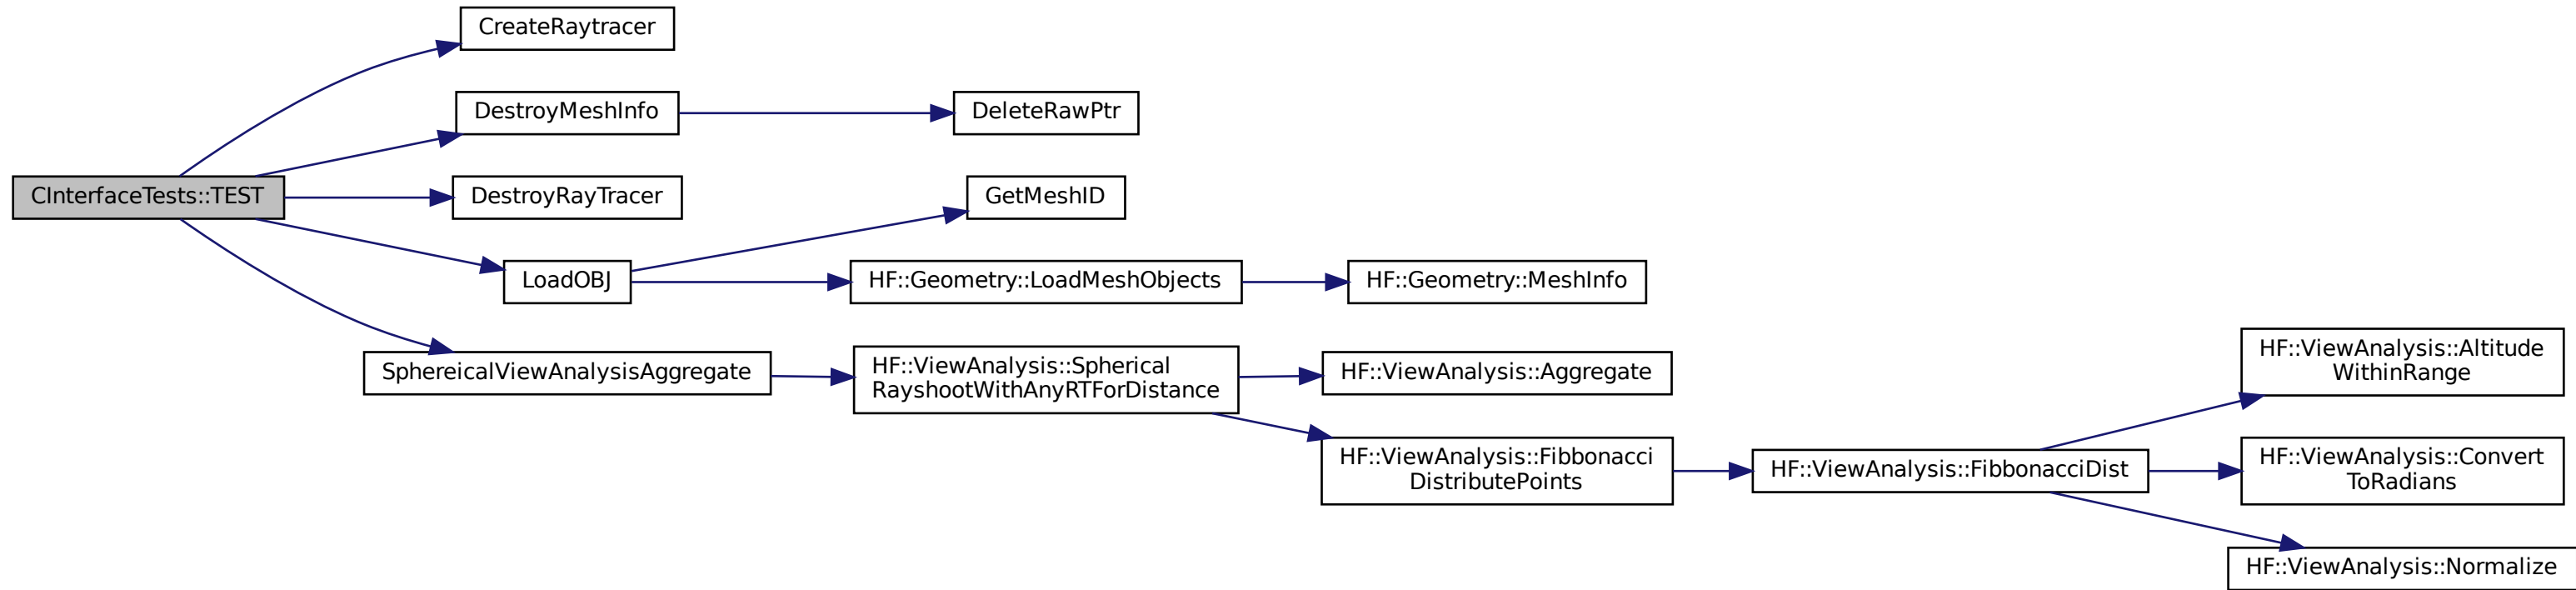 CreateRaytracer
DestroyMeshInfo
DeleteRawPtr
CInterfaceTests::TEST
DestroyRayTracer
GetMeshID
LoadOBJ
HF::Geometry::LoadMeshObjects
HF::Geometry::MeshInfo
SphereicalViewAnalysisAggregate
HF::ViewAnalysis::Spherical
RayshootWithAnyRTForDistance
HF::ViewAnalysis::Aggregate
HF::ViewAnalysis::Fibbonacci
DistributePoints
HF::ViewAnalysis::FibbonacciDist
HF::ViewAnalysis::Altitude
WithinRange
HF::ViewAnalysis::Convert
ToRadians
HF::ViewAnalysis::Normalize